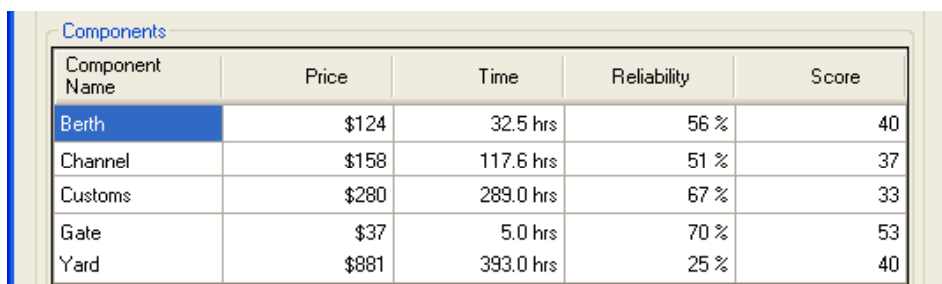 Components
Component Name Price Time Reliability Score
Berth $124 32.5 hrs 56 % 40
Channel $158 117.6 hrs 51 % 37
Customs $280 289.0 hrs 67 % 33
Gate $37 5.0 hrs 70 % 53
Yard $881 393.0 hrs 25 % 40